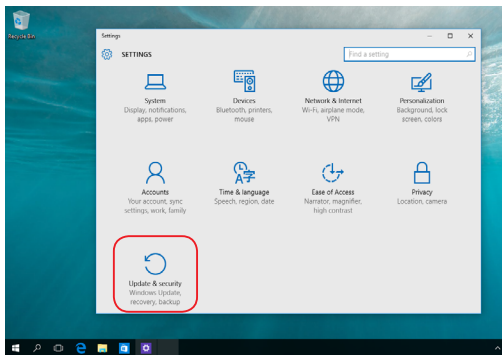 Recycle Bin
Settings
SETTINGS
Find a setting
System
Display, notifications,
apps, power
Devices
Bluetooth, printers,
mouse
Network & Internet
Wi-Fi, airplane mode,
VPN
Personalization
Background, lock
screen, colors
Accounts
Your account, sync
settings, work, family
Time & language
Speech, region, date
Ease of Access
Narrator, magnifier,
high contrast
Privacy
Location, camera
Update & security
Windows Update,
recovery, backup